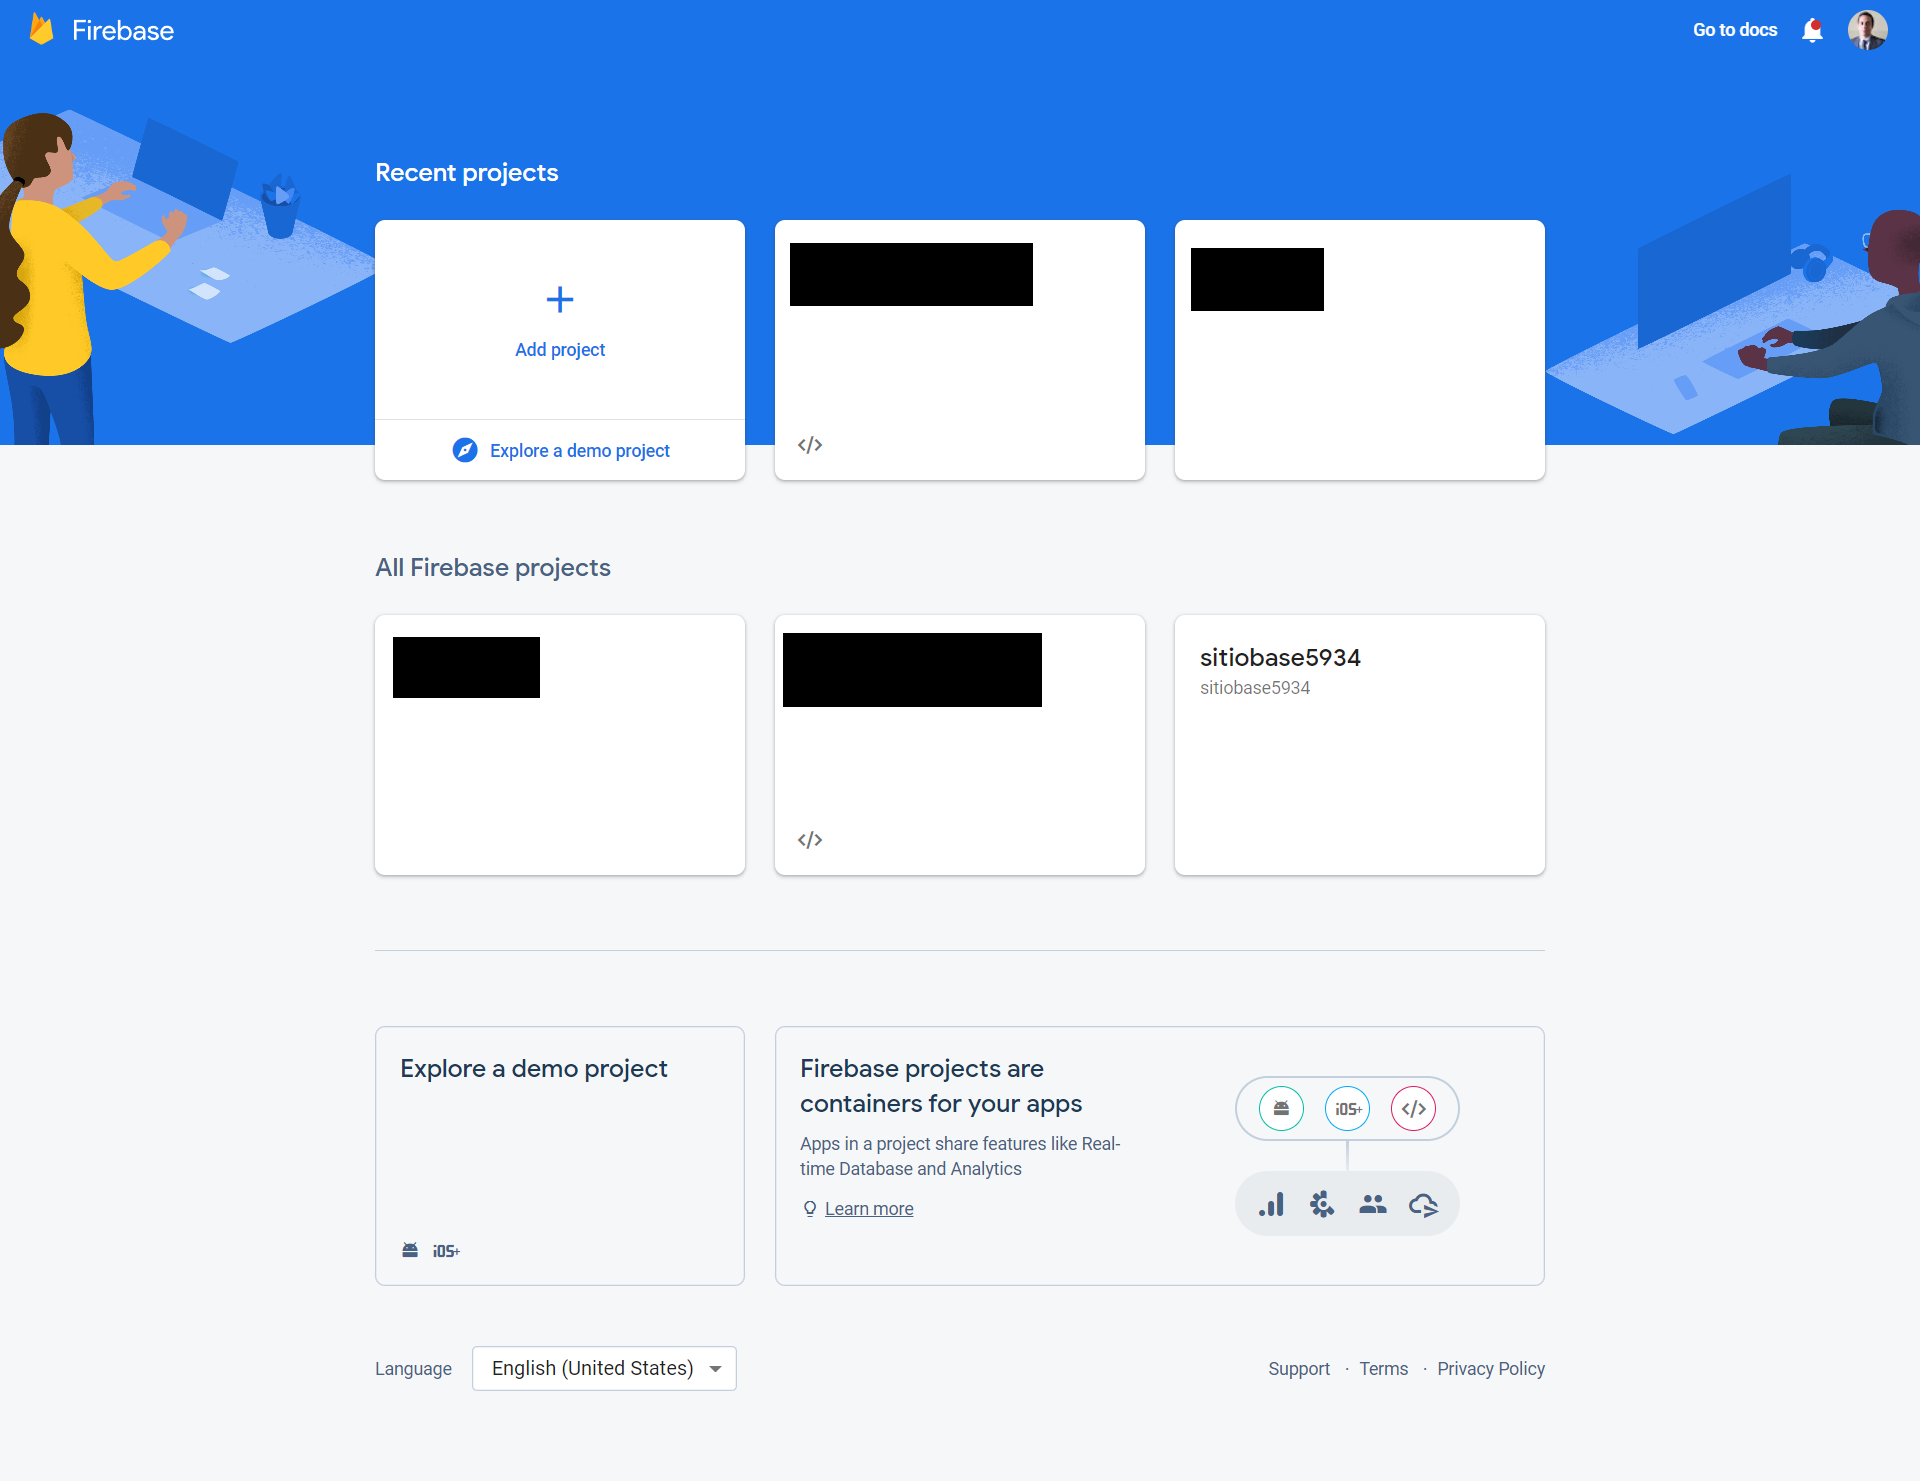 Firebase
Go to docs
Recent projects
Add project
Explore a demo project
All Firebase projects
sitiobase5934
sitiobase5934
Explore a demo project
iOS+
Firebase projects are
containers for your apps
Apps in a project share features like Real-
time Database and Analytics
Learn more
iOS+
Language
English (United States)
Support · Terms · Privacy Policy